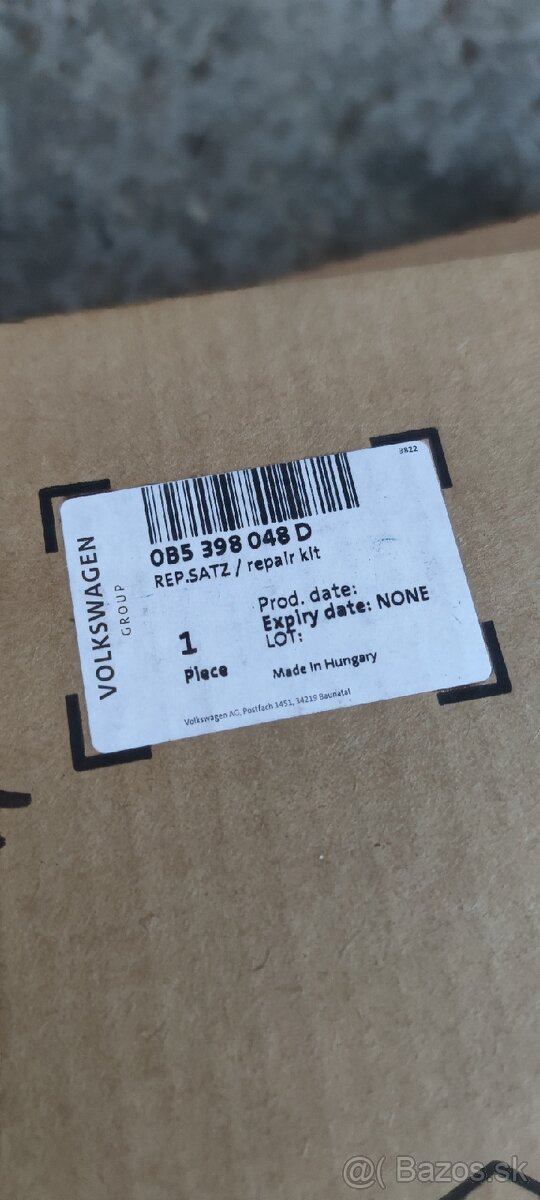 3822
0B5 398 048 D
REP.SATZ / repair kit
VOLKSWAGEN
GROUP
1
Piece
Prod. date:
Expiry date: NONE
LOT:
Made in Hungary
Volkswagen AG, Postfach 1451, 34219 Baunatal
@( Bazos.sk